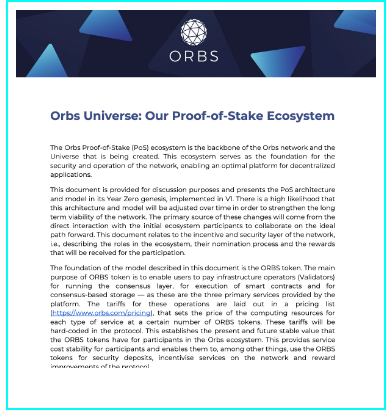 ORBS
Orbs Universe: Our Proof-of-Stake Ecosystem
The Orbs Proof-of-Stake (PoS) ecosystem is the backbone of the Orbs network and the
Universe that is being created. This ecosystem serves as the foundation for the
security and operation of the network, enabling an optimal platform for decentralized
applications.
This document is provided for discussion purposes and presents the PoS architecture
and model in its Year Zero genesis, implemented in V1. There is a high likelihood that
this architecture and model will be adjusted over time in order to strengthen the long
term viability of the network. The primary source of these changes will come from the
direct interaction with the initial ecosystem participants to collaborate on the ideal
path forward. This document relates to the incentive and security layer of the network,
i.e., describing the roles in the ecosystem, their nomination process and the rewards
that will be received for the participation.
The foundation of the model described in this document is the ORBS token. The main
purpose of ORBS token is to enable users to pay infrastructure operators (Validators)
for running the consensus layer, for execution of smart contracts and for
consensus-based storage — as these are the three primary services provided by the
platform. The tariffs for these operations are laid out in a pricing list
(https://www.orbs.com/pricing), that sets the price of the computing resources for
each type of service at a certain number of ORBS tokens. These tariffs will be
hard-coded in the protocol. This establishes the present and future stable value that
the ORBS tokens have for participants in the Orbs ecosystem. This provides service
cost stability for participants and enables them to, among other things, use the ORBS
tokens for security deposits, incentivise services on the network and reward
improvements of the protocol.